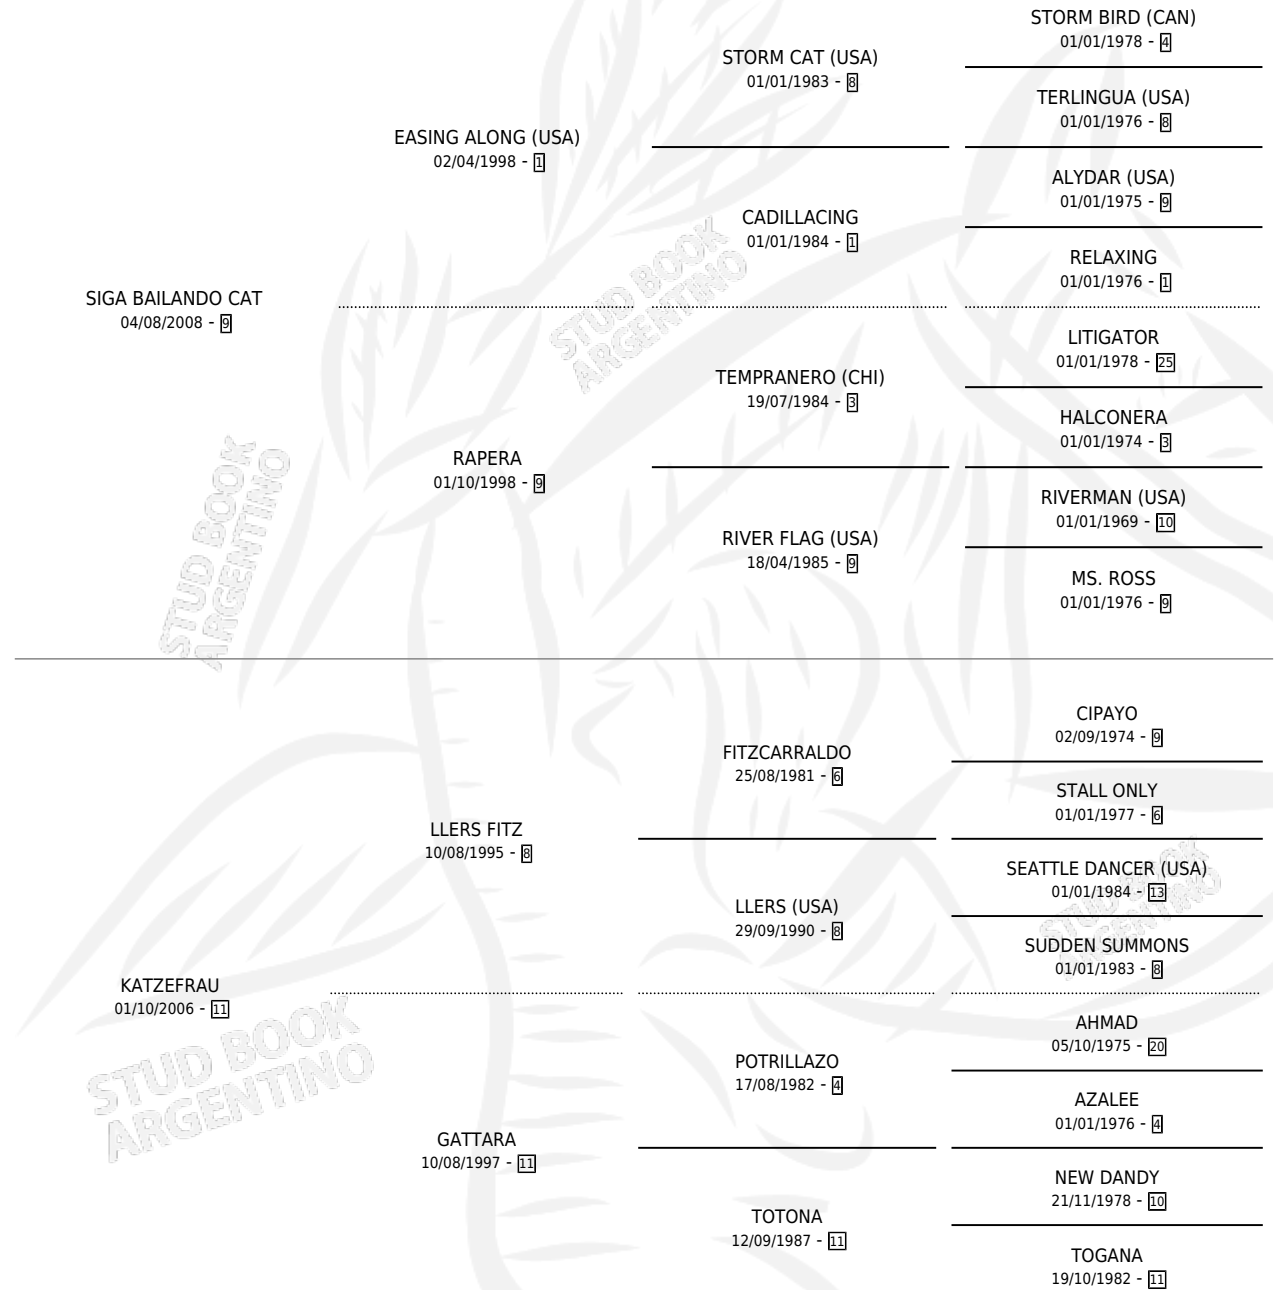 STORM BIRD (CAN)
01/01/1978 - 4
STORM CAT (USA)
01/01/1983 - 8
TERLINGUA (USA)
01/01/1976 - 8
EASING ALONG (USA)
02/04/1998 - 1
ALYDAR (USA)
01/01/1975 - 9
CADILLACING
01/01/1984 - 1
RELAXING
01/01/1976 - 1
SIGA BAILANDO CAT
04/08/2008 - 9
STUD BOOK
ARGENTINO
LITIGATOR
01/01/1978 - 25
TEMPRANERO (CHI)
19/07/1984 - 3
HALCONERA
01/01/1974 - 3
RAPERA
01/10/1998 - 9
RIVERMAN (USA)
01/01/1969 - 10
RIVER FLAG (USA)
18/04/1985 - 9
MS. ROSS
01/01/1976 - 9
STUD BOOK
ARGENTINO
CIPAYO
02/09/1974 - 9
FITZCARRALDO
25/08/1981 - 6
STALL ONLY
01/01/1977 - 6
LLERS FITZ
10/08/1995 - 8
SEATTLE DANCER (USA)
01/01/1984 - 13
LLERS (USA)
29/09/1990 - 8
STUD BOOK
ARGENTINO
SUDDEN SUMMONS
01/01/1983 - 8
KATZEFRAU
01/10/2006 - 11
STUD BOOK
ARGENTINO
AHMAD
05/10/1975 - 20
POTRILLAZO
17/08/1982 - 4
AZALEE
01/01/1976 - 4
GATTARA
10/08/1997 - 11
NEW DANDY
21/11/1978 - 10
TOTONA
12/09/1987 - 11
TOGANA
19/10/1982 - 11